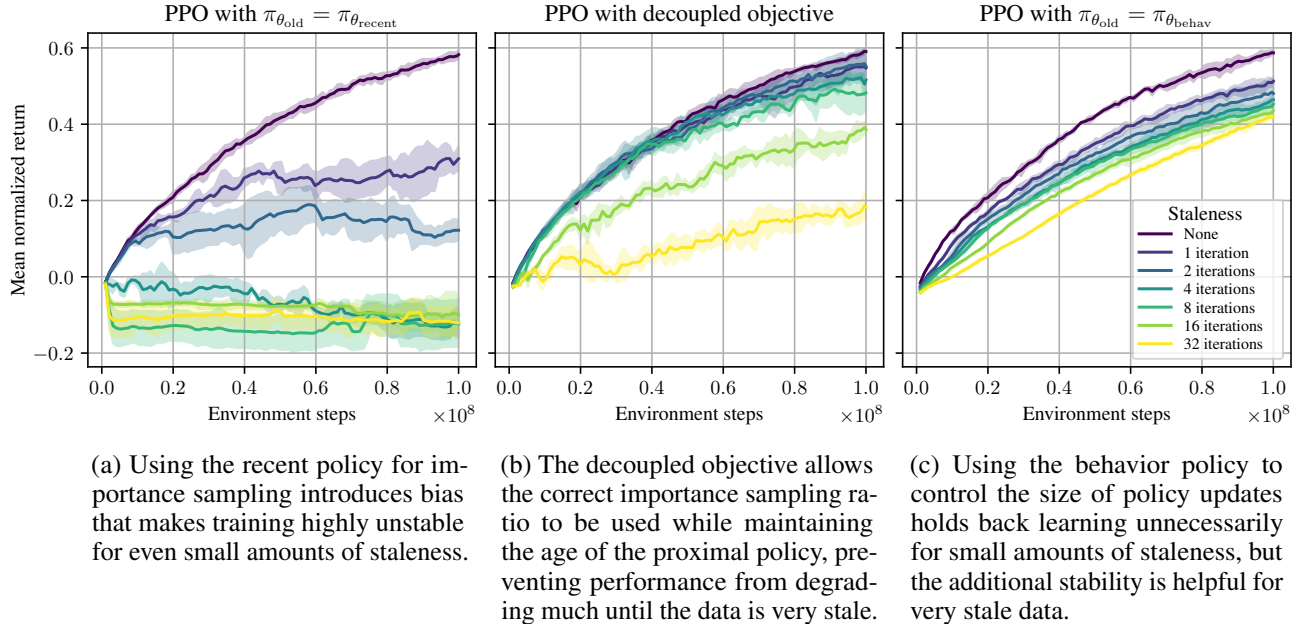 PPO with π_θ_old = π_θ_recent
PPO with decoupled objective
PPO with π_θ_old = π_θ_behav
Mean normalized return
0.6
0.4
0.2
0.0
−0.2
0.0 0.2 0.4 0.6 0.8 1.0
Environment steps ×10⁸
0.0 0.2 0.4 0.6 0.8 1.0
Environment steps ×10⁸
0.0 0.2 0.4 0.6 0.8 1.0
Environment steps ×10⁸
Staleness
None
1 iteration
2 iterations
4 iterations
8 iterations
16 iterations
32 iterations
(a) Using the recent policy for im-
portance sampling introduces bias
that makes training highly unstable
for even small amounts of staleness.
(b) The decoupled objective allows
the correct importance sampling ra-
tio to be used while maintaining
the age of the proximal policy, pre-
venting performance from degrad-
ing much until the data is very stale.
(c) Using the behavior policy to
control the size of policy updates
holds back learning unnecessarily
for small amounts of staleness, but
the additional stability is helpful for
very stale data.